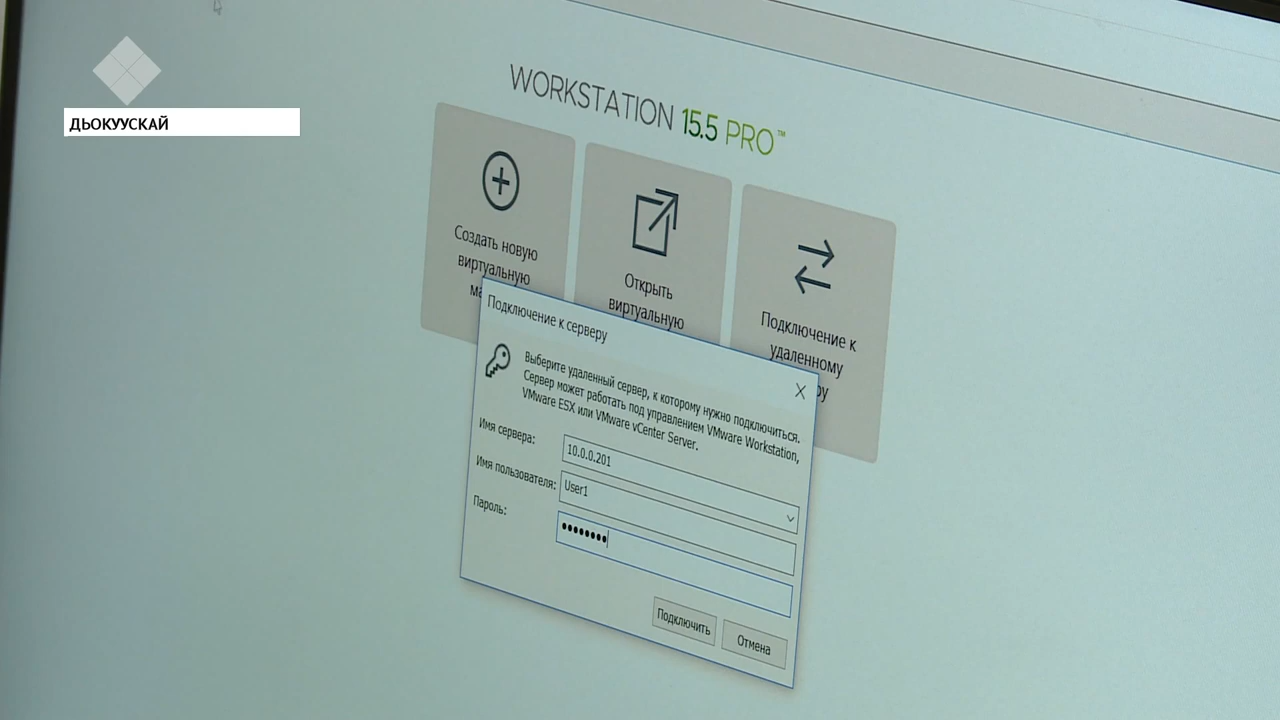 ДЬОКУУСКАЙ
WORKSTATION 15.5 PRO™
Создать новую
виртуальную
Открыть
виртуальную
Подключение к
удаленному
Подключение к серверу
Выберите удаленный сервер, к которому нужно подключиться.
Сервер может работать под управлением VMware Workstation,
VMware ESX или VMware vCenter Server.
Имя сервера:
10.0.0.201
Имя пользователя:
User1
Пароль:
••••••••
Подключить
Отмена